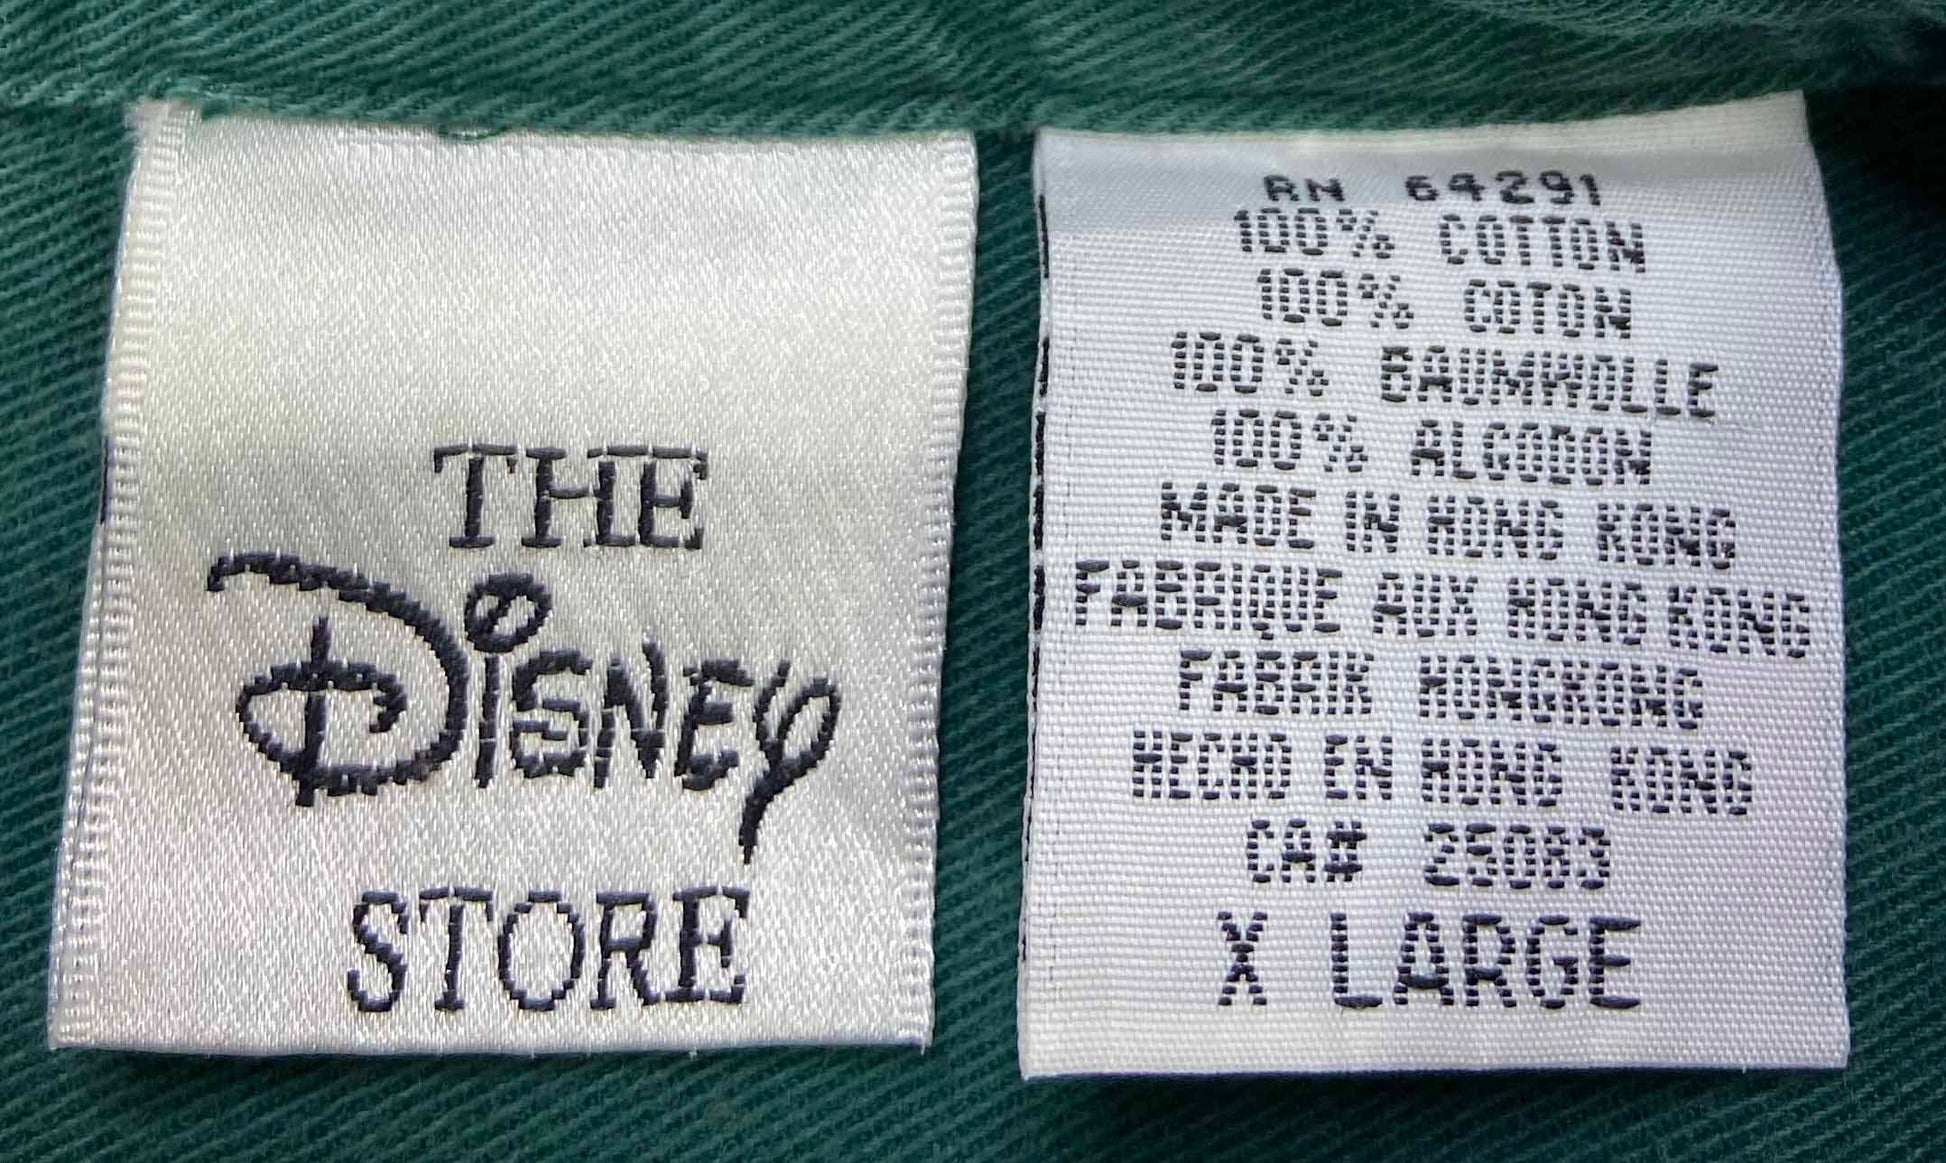 THE
DISNEY
STORE
RN 64291
100% COTTON
100% COTON
100% BAUMWOLLE
100% ALGODON
MADE IN HONG KONG
FABRIQUE AUX HONG KONG
FABRIK HONGKONG
HECHO EN HONG KONG
CA# 25083
X LARGE